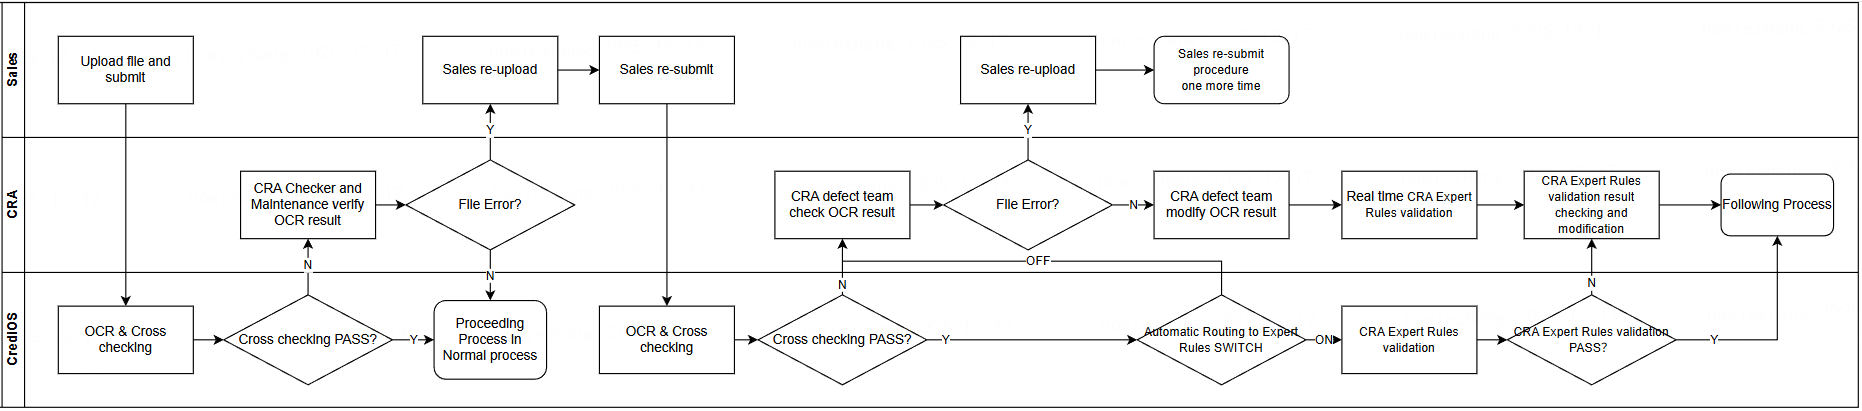 Sales
Upload file and
submit
Sales re-upload
Sales re-submit
Sales re-upload
Sales re-submit
procedure
one more time
Y
Y
CRA
CRA Checker and
Maintenance verify
OCR result
File Error?
CRA defect team
check OCR result
File Error?
N
CRA defect team
modify OCR result
Real time CRA Expert
Rules validation
CRA Expert Rules
validation result
checking and
modification
Following Process
N
N
OFF
N
N
CrediOS
OCR & Cross
checking
Cross checking PASS?
Y
Proceeding
Process in
Normal process
OCR & Cross
checking
Cross checking PASS?
Y
Automatic Routing to Expert
Rules SWITCH
ON
CRA Expert Rules
validation
CRA Expert Rules validation
PASS?
Y